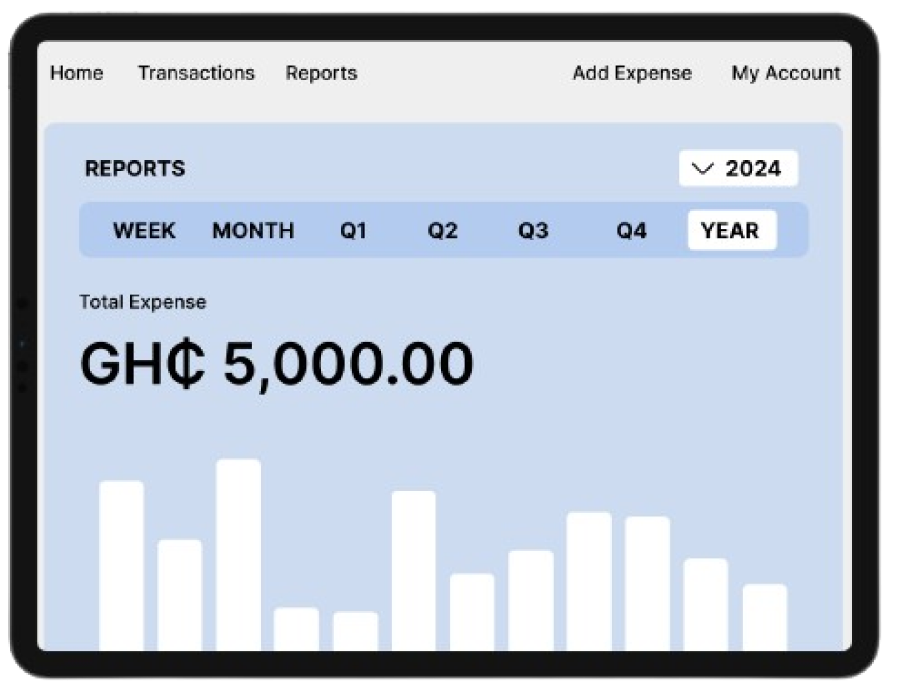 Home Transactions Reports Add Expense My Account
REPORTS 2024
WEEK MONTH Q1 Q2 Q3 Q4 YEAR
Total Expense
GH₵ 5,000.00